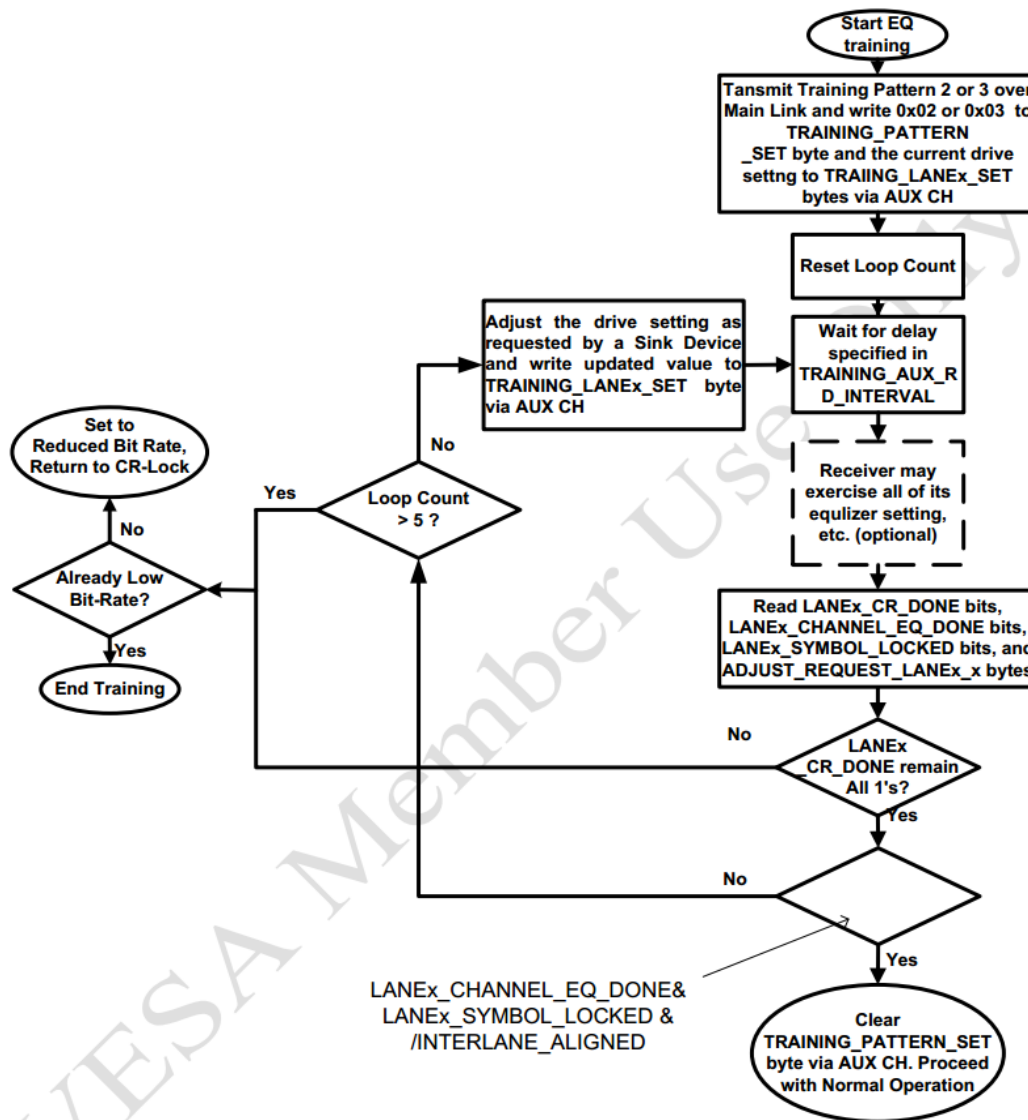 Start EQ
training
Tansmit Training Pattern 2 or 3 over
Main Link and write 0x02 or 0x03 to
TRAINING_PATTERN
_SET byte and the current drive
settng to TRAIING_LANEx_SET
bytes via AUX CH
Reset Loop Count
Adjust the drive setting as
requested by a Sink Device
and write updated value to
TRAINING_LANEx_SET byte
via AUX CH
Wait for delay
specified in
TRAINING_AUX_R
D_INTERVAL
Set to
Reduced Bit Rate,
Return to CR-Lock
No
Yes
Loop Count
> 5 ?
Receiver may
exercise all of its
equlizer setting,
etc. (optional)
No
Already Low
Bit-Rate?
Yes
End Training
Read LANEx_CR_DONE bits,
LANEx_CHANNEL_EQ_DONE bits,
LANEx_SYMBOL_LOCKED bits, and
ADJUST_REQUEST_LANEx_x bytes
No
LANEx
_CR_DONE remain
All 1's?
Yes
No
Yes
LANEx_CHANNEL_EQ_DONE&
LANEx_SYMBOL_LOCKED &
/INTERLANE_ALIGNED
Clear
TRAINING_PATTERN_SET
byte via AUX CH. Proceed
with Normal Operation
VESA Member Use Only